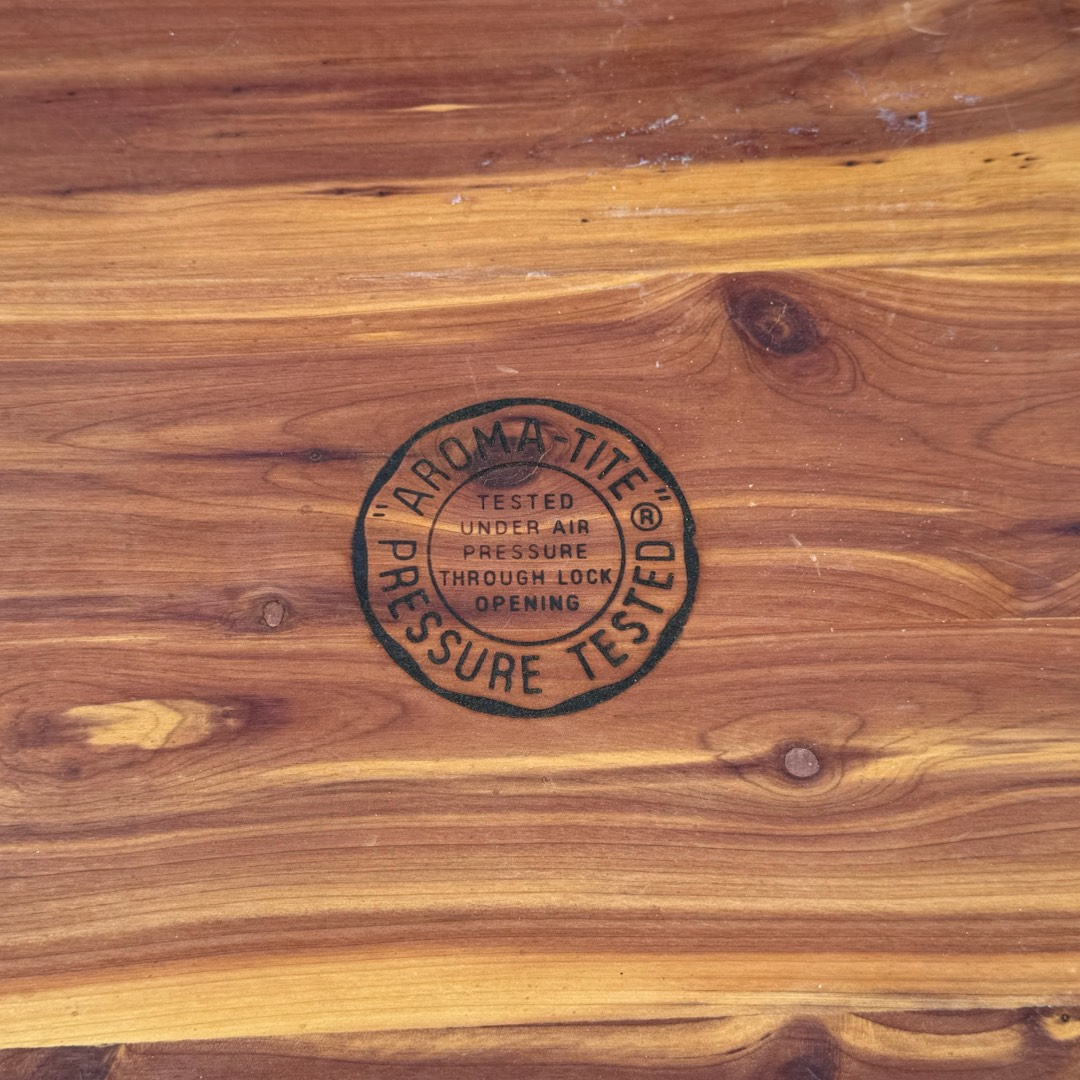 "AROMA-TITE"®
TESTED
UNDER AIR
PRESSURE
THROUGH LOCK
OPENING
PRESSURE TESTED